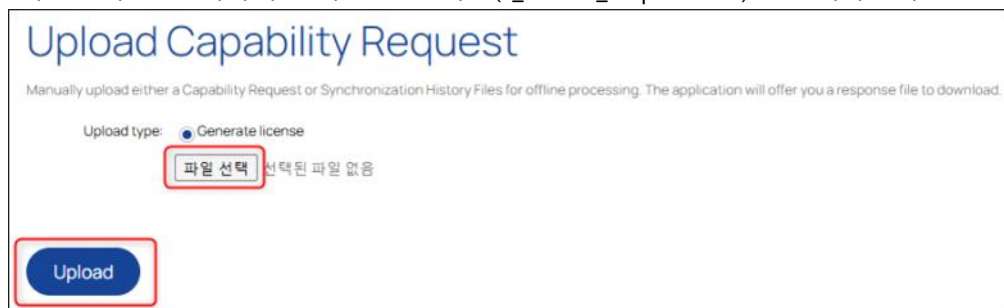 Upload Capability Request
Manually upload either a Capability Request or Synchronization History Files for offline processing. The application will offer you a response file to download.
Upload type: Generate license
파일 선택 선택된 파일 없음
Upload